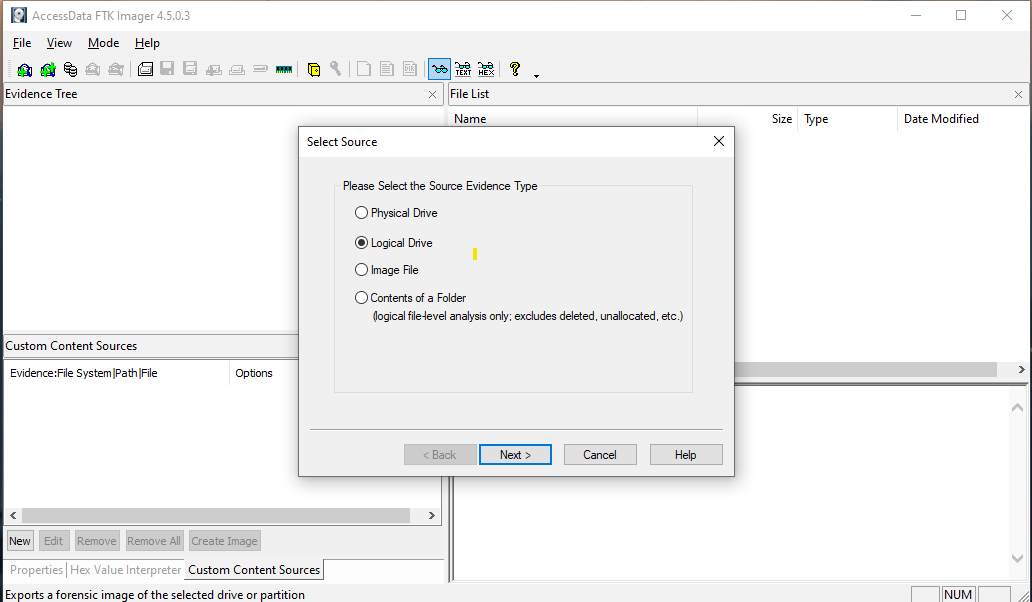 AccessData FTK Imager 4.5.0.3
File View Mode Help
TEXT HEX ?
Evidence Tree
File List
Name Size Type Date Modified
Select Source
Please Select the Source Evidence Type
Physical Drive
Logical Drive
Image File
Contents of a Folder
(logical file-level analysis only; excludes deleted, unallocated, etc.)
< Back Next > Cancel Help
Custom Content Sources
Evidence:File System|Path|File Options
New Edit Remove Remove All Create Image
Properties Hex Value Interpreter Custom Content Sources
Exports a forensic image of the selected drive or partition
NUM